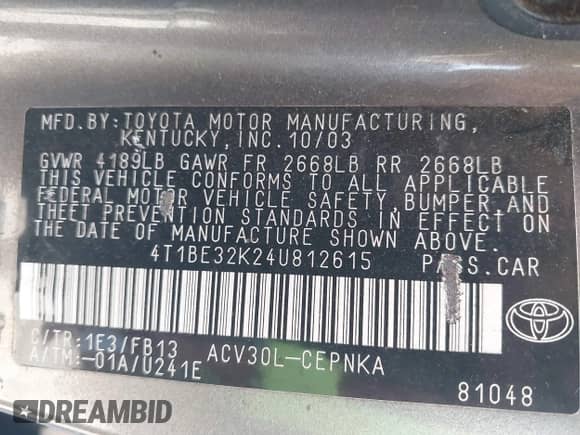 MFD.BY:TOYOTA MOTOR MANUFACTURING,
KENTUCKY, INC. 10/03
GVWR 4189LB GAWR FR 2668LB RR 2668LB
THIS VEHICLE CONFORMS TO ALL APPLICABLE
FEDERAL MOTOR VEHICLE SAFETY, BUMPER, AND
THEFT PREVENTION STANDARDS IN EFFECT ON
THE DATE OF MANUFACTURE SHOWN ABOVE.
4T1BE32K24U812615 PASS.CAR
C/TR:1E3/FB13 ACV30L-CEPNKA
A/TM:-01A/U241E
TOYOTA
81048
DREAMBID